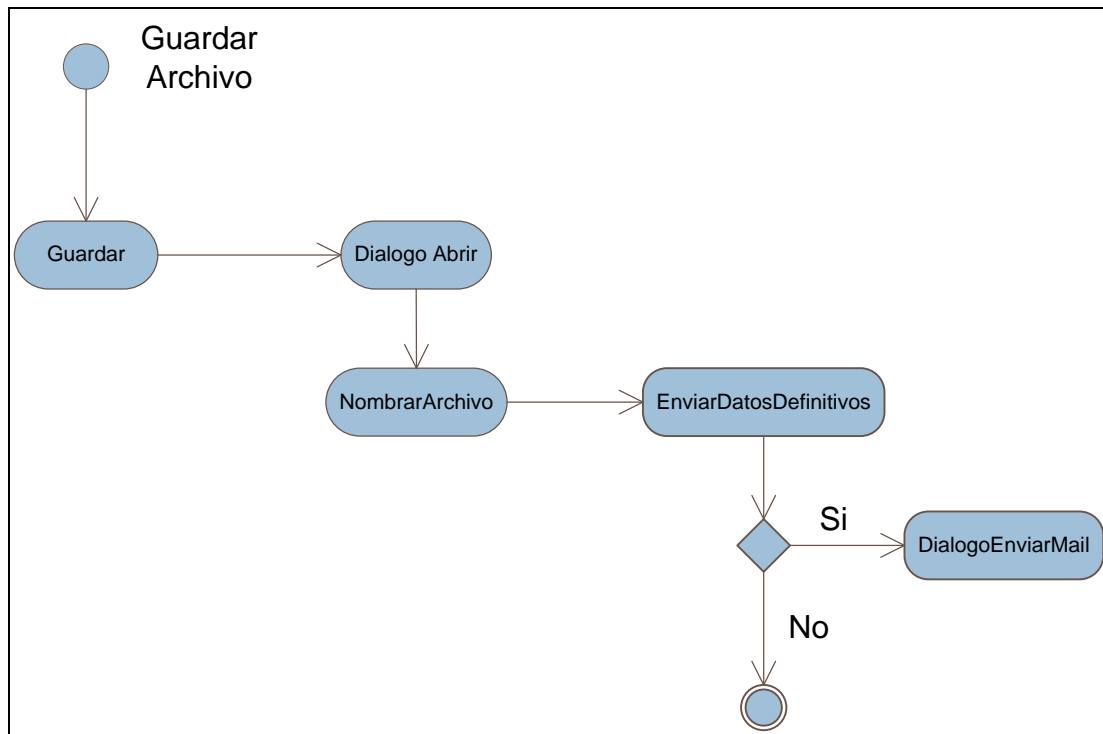 Guardar
Archivo
Guardar
Dialogo Abrir
NombrarArchivo
EnviarDatosDefinitivos
Si
DialogoEnviarMail
No